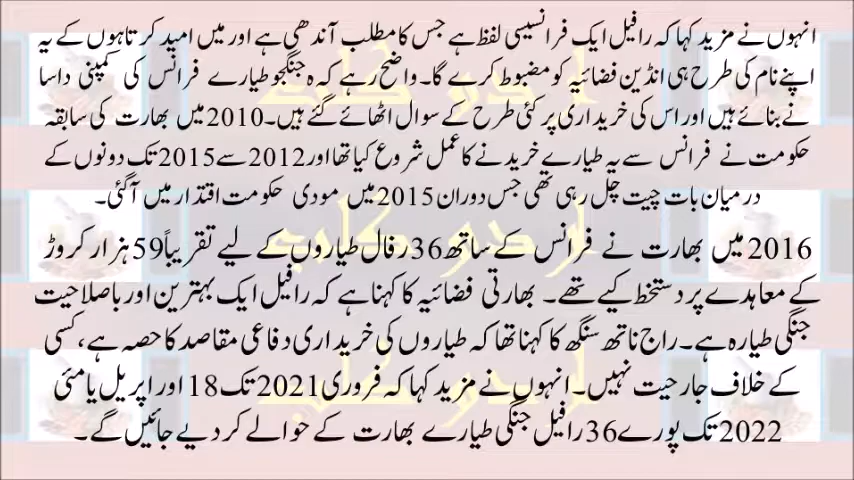 انہوں نے مزید کہا کہ رافیل ایک فرانسیسی لفظ ہے جس کا مطلب آندھی ہے اور میں امید کرتا ہوں کے یہ
اپنے نام کی طرح ہی انڈین فضائیہ کو مضبوط کرے گا۔ واضح رہے کہ ہ جنگجو طیارے فرانس کی کمپنی داسا
نے بنائے ہیں اور اس کی خریداری پر کئی طرح کے سوال اٹھائے گئے ہیں۔ 2010 میں بھارت کی سابقہ
حکومت نے فرانس سے یہ طیارے خریدنے کا عمل شروع کیا تھا اور 2012 سے 2015 تک دونوں کے
درمیان بات چیت چل رہی تھی جس دوران 2015 میں مودی حکومت اقتدار میں آگئی۔
2016 میں بھارت نے فرانس کے ساتھ 36 رفال طیاروں کے لیے تقریباً 59 ہزار کروڑ
کے معاہدے پر دستخط کیے تھے۔ بھارتی فضائیہ کا کہنا ہے کہ رافیل ایک بہترین اور باصلاحیت
جنگی طیارہ ہے۔ راج ناتھ سنگھ کا کہنا تھا کہ طیاروں کی خریداری دفاعی مقاصد کا حصہ ہے، کسی
کے خلاف جارحیت نہیں۔ انہوں نے مزید کہا کہ فروری 2021 تک 18 اور اپریل یا مئی
2022 تک پورے 36 رافیل جنگی طیارے بھارت کے حوالے کر دیے جائیں گے۔
اردو کلب
اردو کلب
اردو کلب